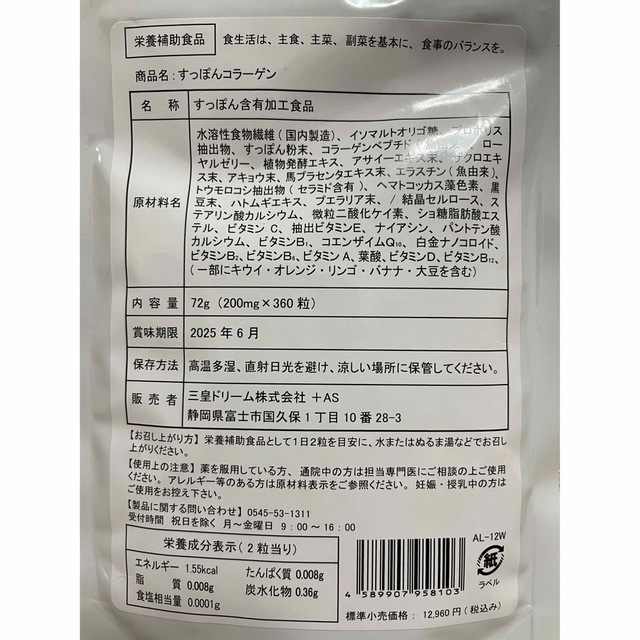 栄養補助食品 食生活は、主食、主菜、副菜を基本に、食事のバランスを。
商品名:すっぽんコラーゲン
名 称 すっぽん含有加工食品
原材料名
水溶性食物繊維(国内製造)、イソマルトオリゴ糖、プロポリス
抽出物、すっぽん粉末、コラーゲンペプチド(魚由来)、ロー
ヤルゼリー、植物発酵エキス、アサイーエキス末、ザクロエキ
ス末、アキョウ末、馬プラセンタエキス末、エラスチン(魚由来)、
トウモロコシ抽出物(セラミド含有)、ヘマトコッカス藻色素、黒
豆末、ハトムギエキス、プエラリア末、/結晶セルロース、ス
テアリン酸カルシウム、微粒二酸化ケイ素、ショ糖脂肪酸エス
テル、ビタミンC、抽出ビタミンE、ナイアシン、パントテン酸
カルシウム、ビタミンB₁、コエンザイムQ₁₀、白金ナノコロイド、
ビタミンB₂、ビタミンB₆、ビタミンA、葉酸、ビタミンD、ビタミンB₁₂、
(一部にキウイ・オレンジ・リンゴ・バナナ・大豆を含む)
内 容 量 72g(200mg×360粒)
賞味期限 2025年6月
保存方法 高温多湿、直射日光を避け、涼しい場所に保管してください。
販 売 者 三皇ドリーム株式会社 +AS
静岡県富士市国久保1丁目10番28-3
【お召し上がり方】栄養補助食品として1日2粒を目安に、水またはぬるま湯などでお召し
上がりください。
【使用上の注意】薬を服用している方、通院中の方は担当専門医にご相談の上ご使用
ください。アレルギー等のある方は原材料表示をご参照ください。妊娠・授乳中の方は
ご使用をお控え下さい。
【製品に関する問い合わせ】0545-53-1311
受付時間 祝日を除く 月〜金曜日 9:00〜16:00
栄養成分表示(2粒当り)
エネルギー 1.55kcal たんぱく質 0.008g
脂 質 0.008g 炭水化物 0.36g
食塩相当量 0.0001g
AL-12W
紙
ラベル
4 589907 958103
標準小売価格: 12,960円(税込み)